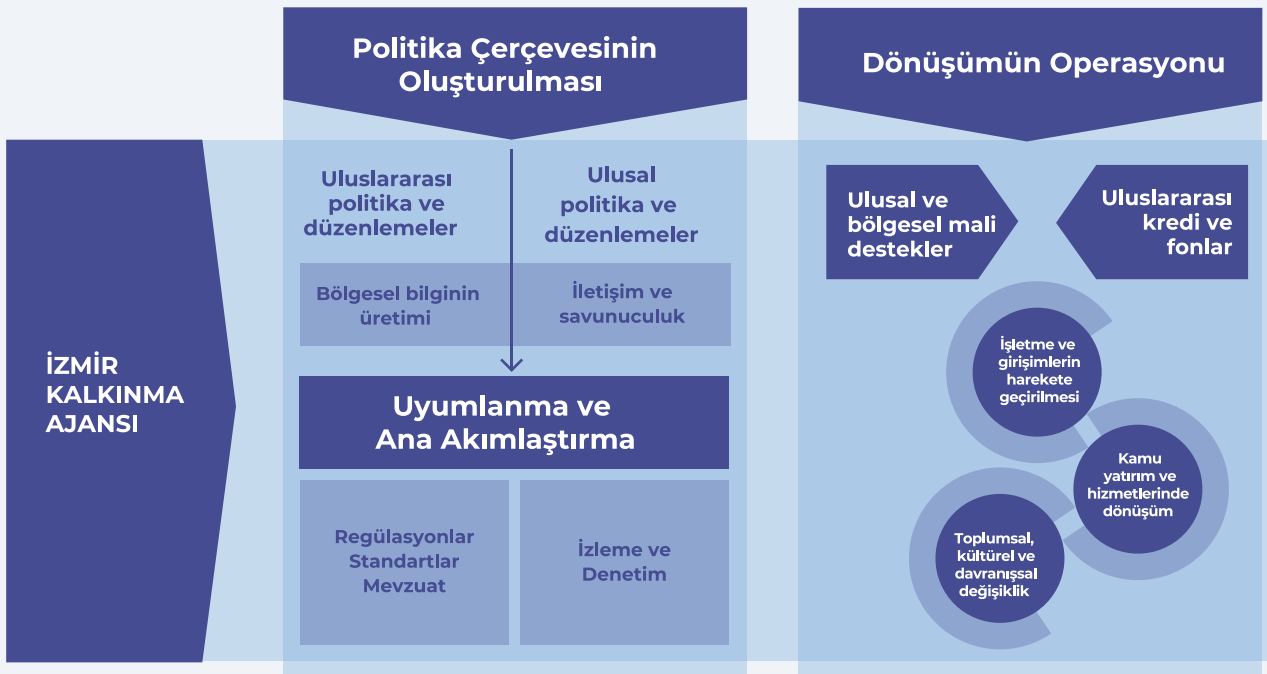 Politika Çerçevesinin
Oluşturulması
Dönüşümün Operasyonu
İZMİR
KALKINMA
AJANSI
Uluslararası
politika ve
düzenlemeler
Ulusal
politika ve
düzenlemeler
Bölgesel bilginin
üretimi
İletişim ve
savunuculuk
Uyumlanma ve
Ana Akımlaştırma
Regülasyonlar
Standartlar
Mevzuat
İzleme ve
Denetim
Ulusal ve
bölgesel mali
destekler
Uluslararası
kredi ve
fonlar
İşletme ve
girişimlerin
harekete
geçirilmesi
Kamu
yatırım ve
hizmetlerinde
dönüşüm
Toplumsal,
kültürel ve
davranışsal
değişiklik